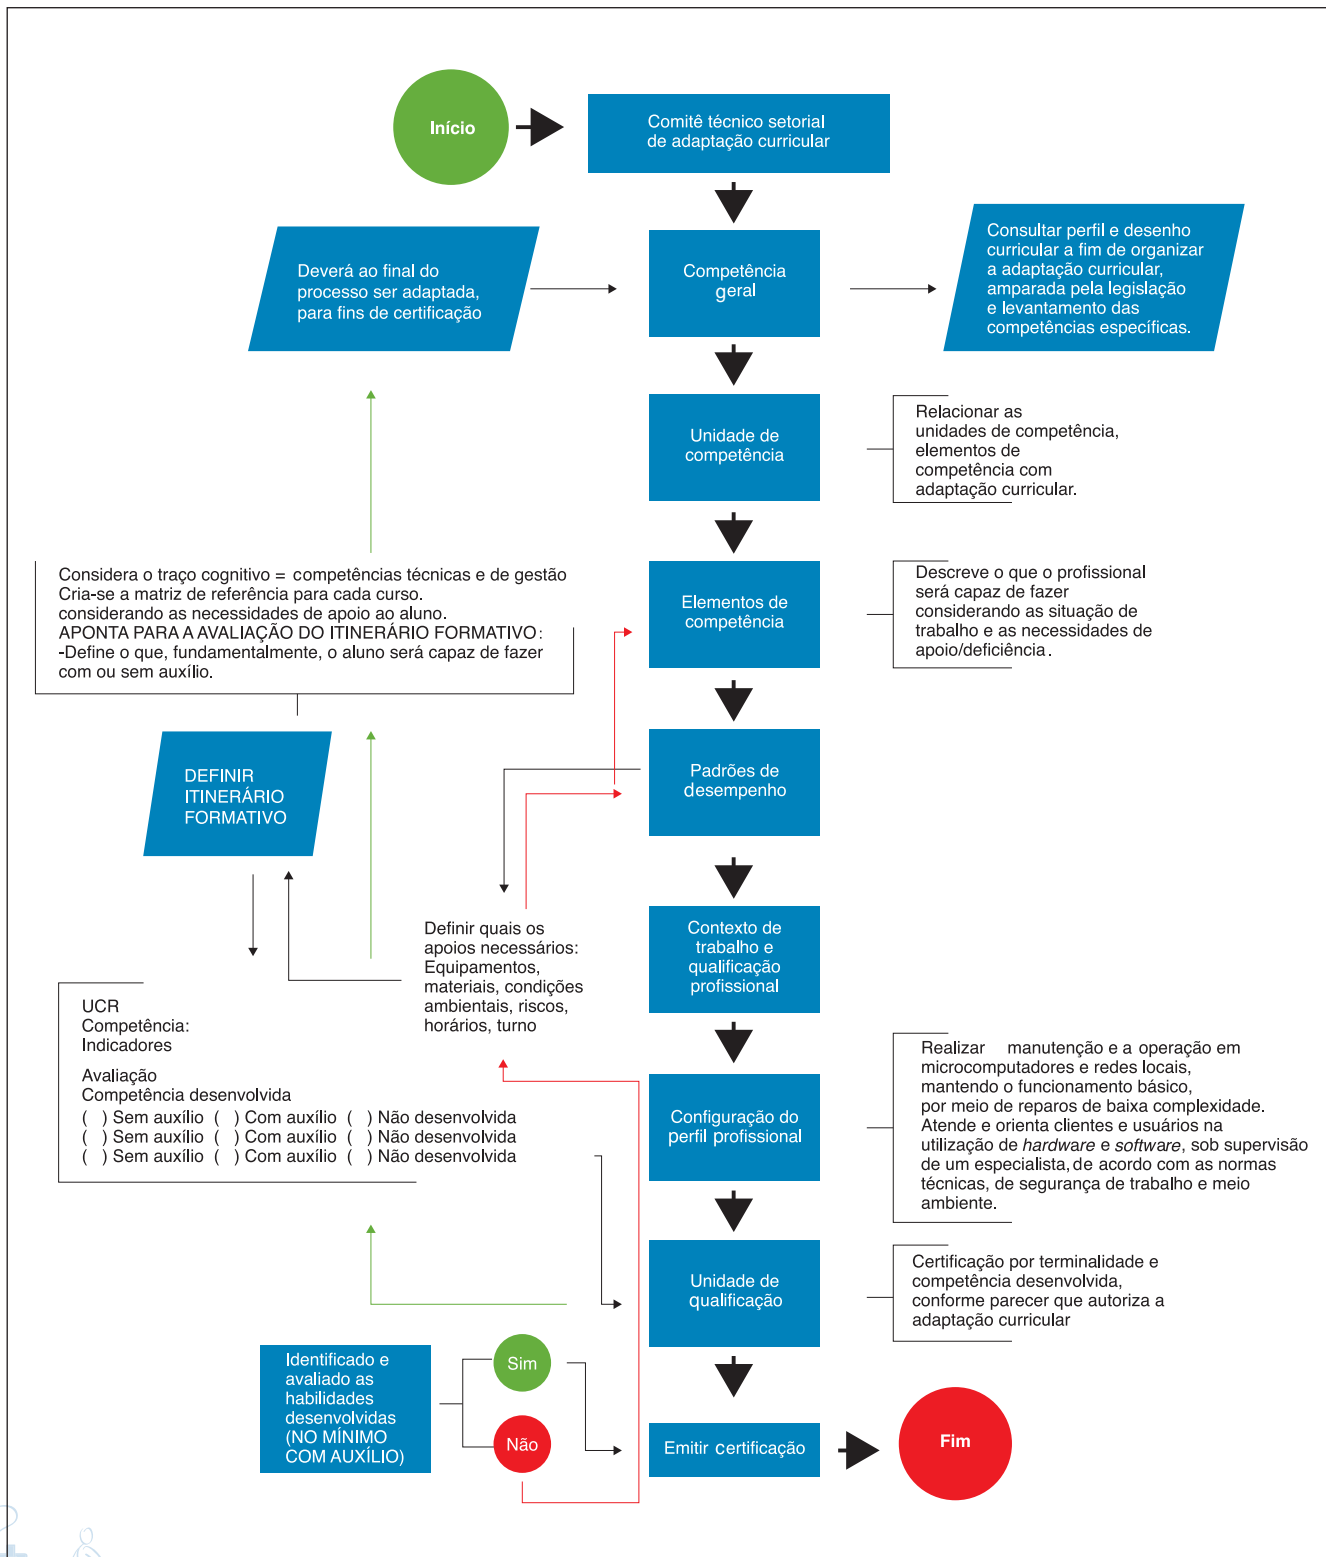 Início
Comitê técnico setorial
de adaptação curricular
Deverá ao final do
processo ser adaptada,
para fins de certificação
Competência
geral
Consultar perfil e desenho
curricular a fim de organizar
a adaptação curricular,
amparada pela legislação
e levantamento das
competências específicas.
Unidade de
competência
Relacionar as
unidades de competência,
elementos de
competência com
adaptação curricular.
Considera o traço cognitivo = competências técnicas e de gestão
Cria-se a matriz de referência para cada curso.
considerando as necessidades de apoio ao aluno.
APONTA PARA A AVALIAÇÃO DO ITINERÁRIO FORMATIVO:
-Define o que, fundamentalmente, o aluno será capaz de fazer
com ou sem auxílio.
Elementos de
competência
Descreve o que o profissional
será capaz de fazer
considerando as situação de
trabalho e as necessidades de
apoio/deficiência.
DEFINIR
ITINERÁRIO
FORMATIVO
Padrões de
desempenho
Definir quais os
apoios necessários:
Equipamentos,
materiais, condições
ambientais, riscos,
horários, turno
Contexto de
trabalho e
qualificação
profissional
UCR
Competência:
Indicadores
Avaliação
Competência desenvolvida
( ) Sem auxílio ( ) Com auxílio ( ) Não desenvolvida
( ) Sem auxílio ( ) Com auxílio ( ) Não desenvolvida
( ) Sem auxílio ( ) Com auxílio ( ) Não desenvolvida
Configuração do
perfil profissional
Realizar manutenção e a operação em
microcomputadores e redes locais,
mantendo o funcionamento básico,
por meio de reparos de baixa complexidade.
Atende e orienta clientes e usuários na
utilização de hardware e software, sob supervisão
de um especialista, de acordo com as normas
técnicas, de segurança de trabalho e meio
ambiente.
Unidade de
qualificação
Certificação por terminalidade e
competência desenvolvida,
conforme parecer que autoriza a
adaptação curricular
Identificado e
avaliado as
habilidades
desenvolvidas
(NO MÍNIMO
COM AUXÍLIO)
Sim
Não
Emitir certificação
Fim